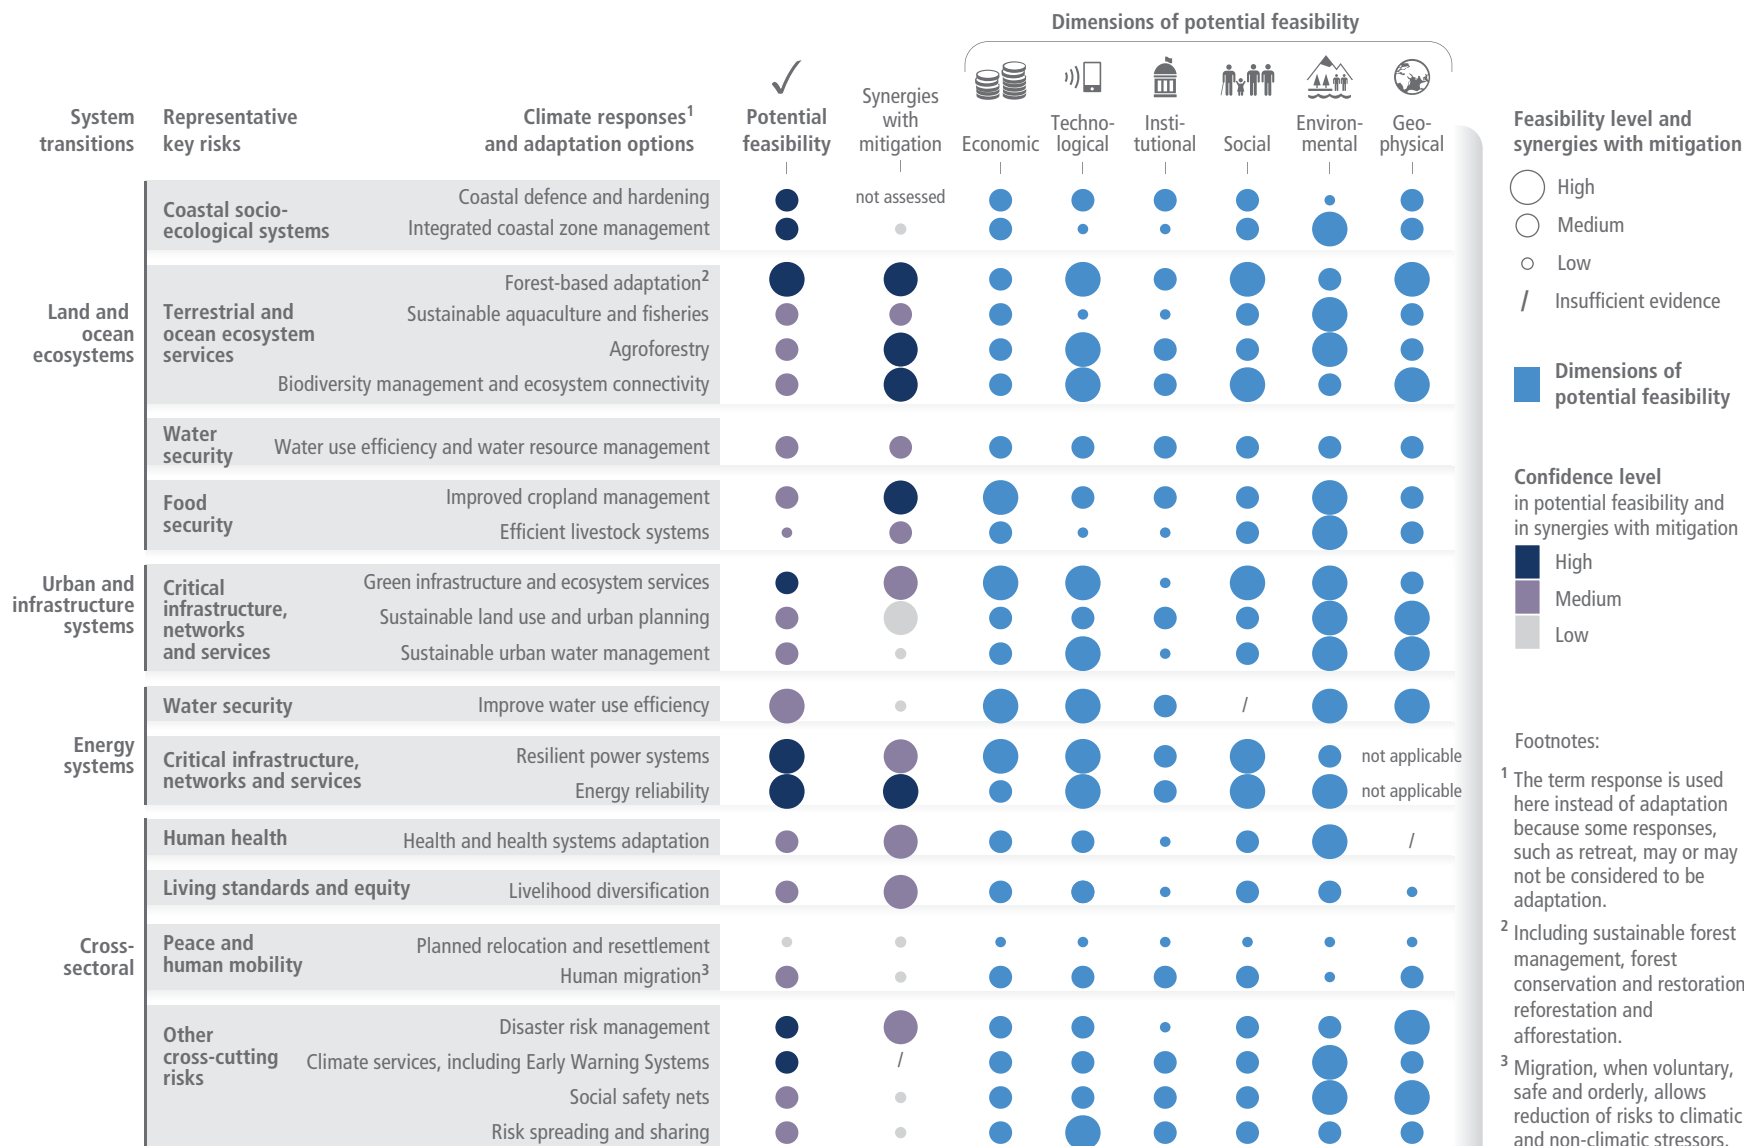 Dimensions of potential feasibility
System transitions
Representative key risks
Climate responses1 and adaptation options
Potential feasibility
Synergies with mitigation
Economic
Techno-
logical
Insti-
tutional
Social
Environ-
mental
Geo-
physical
Land and ocean ecosystems
Coastal socio-
ecological systems
Coastal defence and hardening
not assessed
Integrated coastal zone management
Terrestrial and
ocean ecosystem
services
Forest-based adaptation2
Sustainable aquaculture and fisheries
Agroforestry
Biodiversity management and ecosystem connectivity
Water
security
Water use efficiency and water resource management
Food
security
Improved cropland management
Efficient livestock systems
Urban and
infrastructure
systems
Critical
infrastructure,
networks
and services
Green infrastructure and ecosystem services
Sustainable land use and urban planning
Sustainable urban water management
Energy
systems
Water security
Improve water use efficiency
/
Critical infrastructure,
networks and services
Resilient power systems
not applicable
Energy reliability
not applicable
Cross-
sectoral
Human health
Health and health systems adaptation
/
Living standards and equity
Livelihood diversification
Peace and
human mobility
Planned relocation and resettlement
Human migration3
Other
cross-cutting
risks
Disaster risk management
Climate services, including Early Warning Systems
/
Social safety nets
Risk spreading and sharing
Feasibility level and
synergies with mitigation
High
Medium
Low
/ Insufficient evidence
Dimensions of
potential feasibility
Confidence level
in potential feasibility and
in synergies with mitigation
High
Medium
Low
Footnotes:
1 The term response is used
here instead of adaptation
because some responses,
such as retreat, may or may
not be considered to be
adaptation.
2 Including sustainable forest
management, forest
conservation and restoration
reforestation and
afforestation.
3 Migration, when voluntary,
safe and orderly, allows
reduction of risks to climatic
and non-climatic stressors.